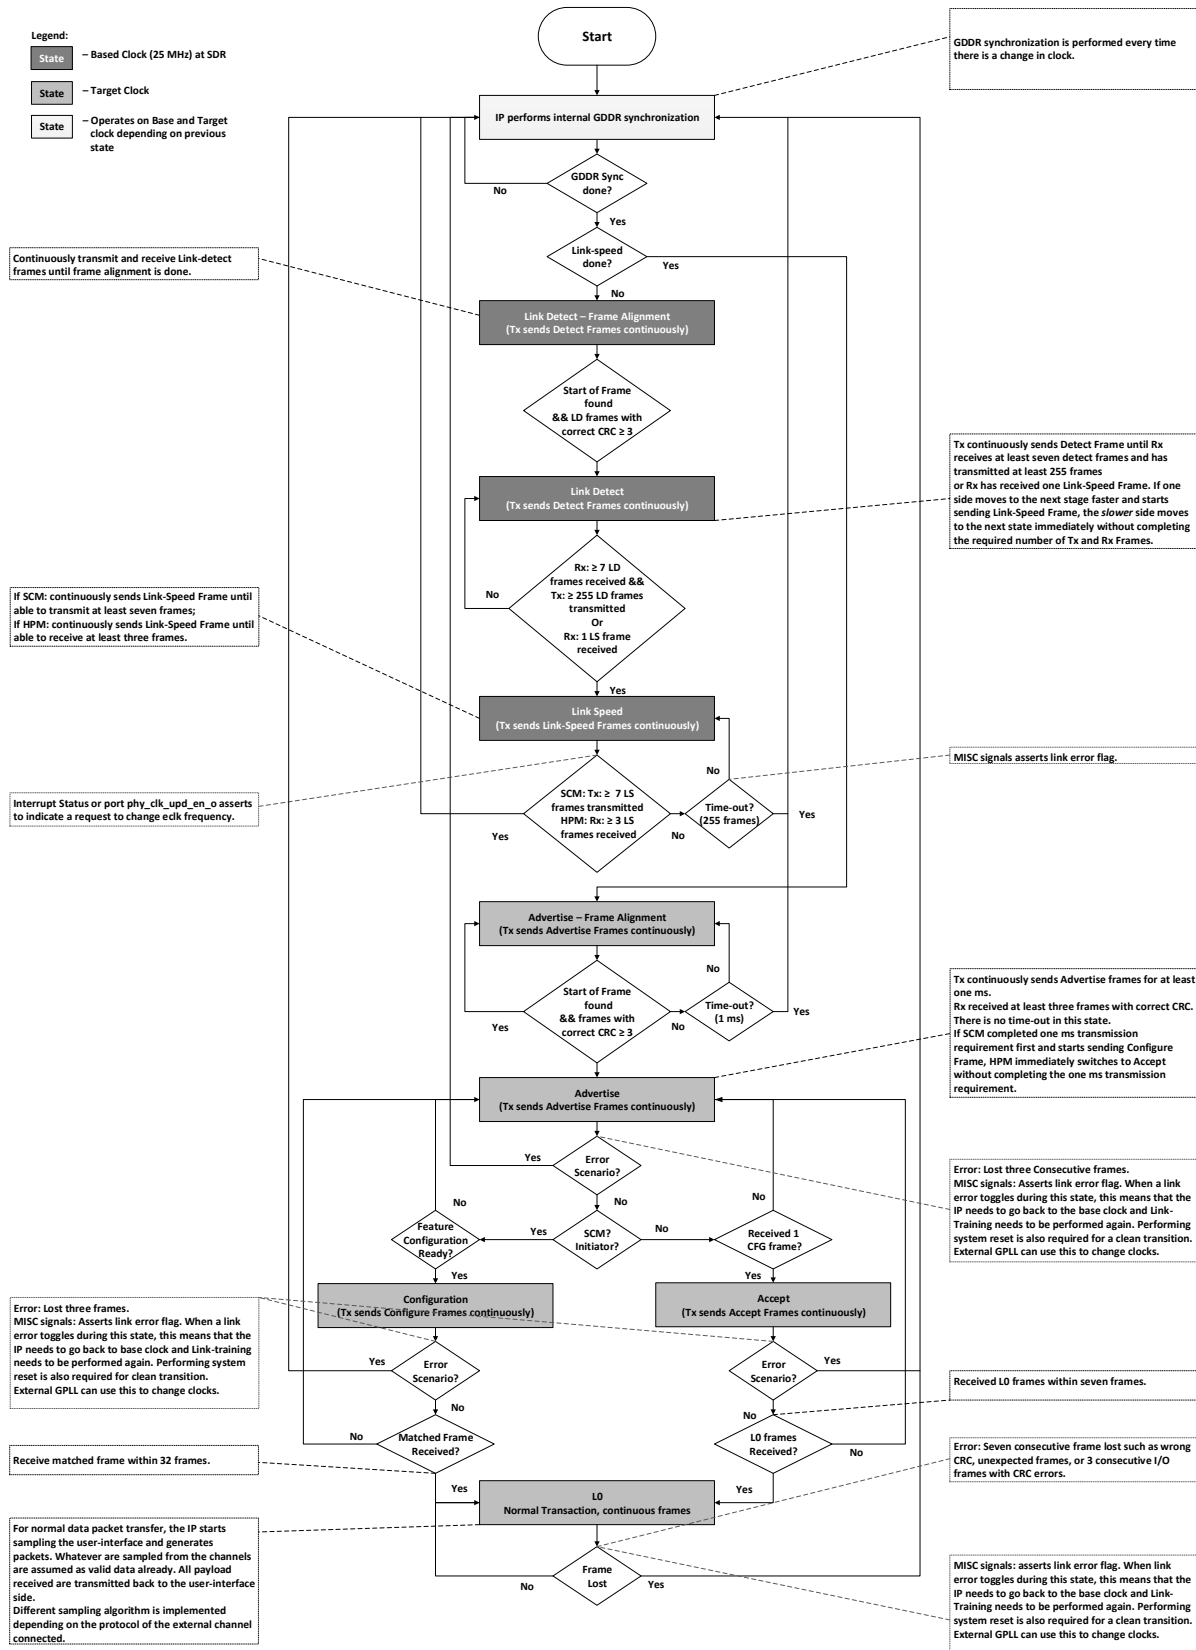 Legend:
State
– Based Clock (25 MHz) at SDR
State
– Target Clock
State
– Operates on Base and Target
clock depending on previous
state
Start
GDDR synchronization is performed every time
there is a change in clock.
IP performs internal GDDR synchronization
GDDR Sync
done?
No
Yes
Link-speed
done?
Yes
No
Continuously transmit and receive Link-detect
frames until frame alignment is done.
Link Detect – Frame Alignment
(Tx sends Detect Frames continuously)
Start of Frame
found
&& LD frames with
correct CRC ≥ 3
Tx continuously sends Detect Frame until Rx
receives at least seven detect frames and has
transmitted at least 255 frames
or Rx has received one Link-Speed Frame. If one
side moves to the next stage faster and starts
sending Link-Speed Frame, the slower side moves
to the next state immediately without completing
the required number of Tx and Rx Frames.
Link Detect
(Tx sends Detect Frames continuously)
Rx: ≥ 7 LD
frames received &&
Tx: ≥ 255 LD frames
transmitted
Or
Rx: 1 LS frame
received
No
Yes
If SCM: continuously sends Link-Speed Frame until
able to transmit at least seven frames;
If HPM: continuously sends Link-Speed Frame until
able to receive at least three frames.
Link Speed
(Tx sends Link-Speed Frames continuously)
MISC signals asserts link error flag.
Interrupt Status or port phy_clk_upd_en_o asserts
to indicate a request to change eclk frequency.
SCM: Tx: ≥ 7 LS
frames transmitted
HPM: Rx: ≥ 3 LS
frames received
Yes
No
Time-out?
(255 frames)
No
Yes
Advertise – Frame Alignment
(Tx sends Advertise Frames continuously)
Start of Frame
found
&& frames with
correct CRC ≥ 3
Yes
No
Time-out?
(1 ms)
No
Yes
Tx continuously sends Advertise frames for at least
one ms.
Rx received at least three frames with correct CRC.
There is no time-out in this state.
If SCM completed one ms transmission
requirement first and starts sending Configure
Frame, HPM immediately switches to Accept
without completing the one ms transmission
requirement.
Advertise
(Tx sends Advertise Frames continuously)
Error
Scenario?
Yes
No
Error: Lost three Consecutive frames.
MISC signals: Asserts link error flag. When a link
error toggles during this state, this means that the
IP needs to go back to the base clock and Link-
Training needs to be performed again. Performing
system reset is also required for a clean transition.
External GPLL can use this to change clocks.
SCM?
Initiator?
Yes
No
Feature
Configuration
Ready?
No
Yes
Received 1
CFG frame?
No
Yes
Configuration
(Tx sends Configure Frames continuously)
Accept
(Tx sends Accept Frames continuously)
Error: Lost three frames.
MISC signals: Asserts link error flag. When a link
error toggles during this state, this means that the
IP needs to go back to base clock and Link-training
needs to be performed again. Performing system
reset is also required for clean transition.
External GPLL can use this to change clocks.
Error
Scenario?
Yes
No
Error
Scenario?
Yes
No
Received L0 frames within seven frames.
Matched Frame
Received?
No
Yes
L0 frames
Received?
No
Yes
Receive matched frame within 32 frames.
Error: Seven consecutive frame lost such as wrong
CRC, unexpected frames, or 3 consecutive I/O
frames with CRC errors.
L0
Normal Transaction, continuous frames
For normal data packet transfer, the IP starts
sampling the user-interface and generates
packets. Whatever are sampled from the channels
are assumed as valid data already. All payload
received are transmitted back to the user-interface
side.
Different sampling algorithm is implemented
depending on the protocol of the external channel
connected.
Frame
Lost
No
Yes
MISC signals: asserts link error flag. When link
error toggles during this state, this means that the
IP needs to go back to the base clock and Link-
Training needs to be performed again. Performing
system reset is also required for a clean transition.
External GPLL can use this to change clocks.